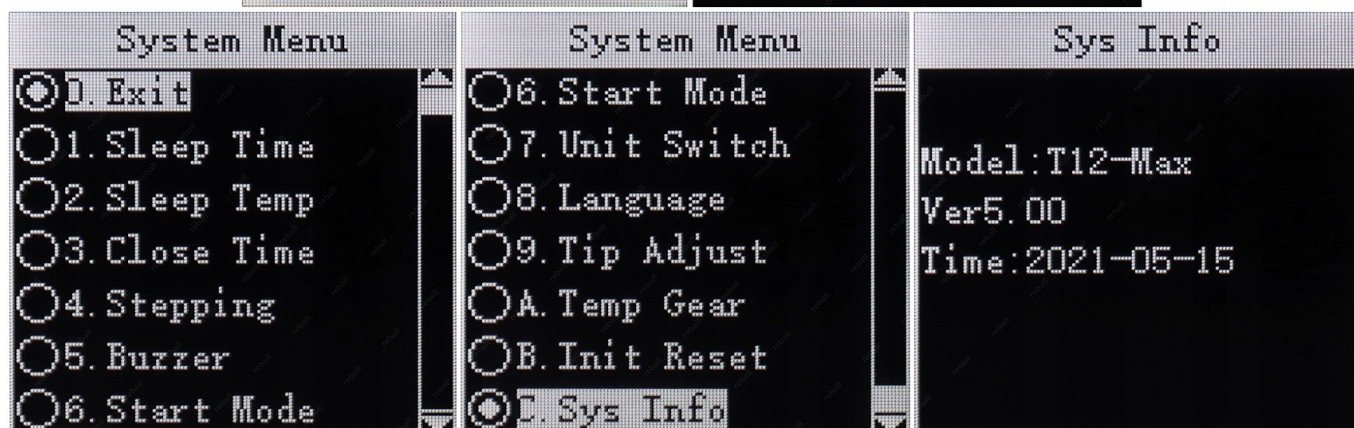 System Menu
0.Exit
1.Sleep Time
2.Sleep Temp
3.Close Time
4.Stepping
5.Buzzer
6.Start Mode
System Menu
6.Start Mode
7.Unit Switch
8.Language
9.Tip Adjust
A.Temp Gear
B.Init Reset
C.Sys Info
Sys Info
Model:T12-Max
Ver5.00
Time:2021-05-15